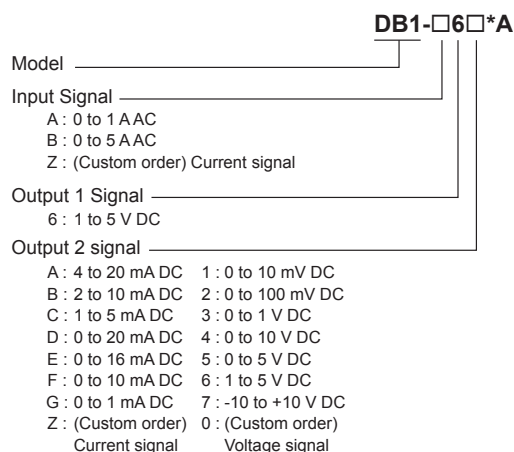 DB1-□6□*A
Model
Input Signal
A : 0 to 1 A AC
B : 0 to 5 A AC
Z : (Custom order) Current signal
Output 1 Signal
6 : 1 to 5 V DC
Output 2 signal
A : 4 to 20 mA DC 1 : 0 to 10 mV DC
B : 2 to 10 mA DC 2 : 0 to 100 mV DC
C : 1 to 5 mA DC 3 : 0 to 1 V DC
D : 0 to 20 mA DC 4 : 0 to 10 V DC
E : 0 to 16 mA DC 5 : 0 to 5 V DC
F : 0 to 10 mA DC 6 : 1 to 5 V DC
G : 0 to 1 mA DC 7 : -10 to +10 V DC
Z : (Custom order) 0 : (Custom order)
Current signal Voltage signal